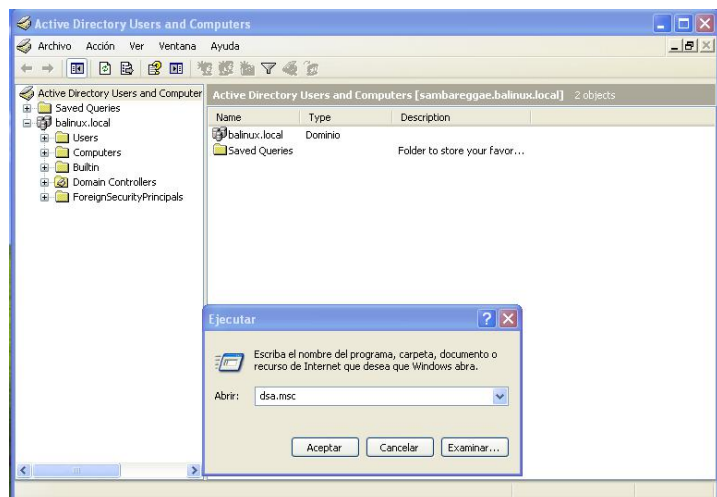 Active Directory Users and Computers
Archivo Acción Ver Ventana Ayuda
Active Directory Users and Computer
Saved Queries
balinux.local
Users
Computers
Builtin
Domain Controllers
ForeignSecurityPrincipals
Active Directory Users and Computers [sambareggae.balinux.local] 2 objects
Name Type Description
balinux.local Dominio
Saved Queries Folder to store your favor...
Ejecutar
Escriba el nombre del programa, carpeta, documento o
recurso de Internet que desea que Windows abra.
Abrir: dsa.msc
Aceptar Cancelar Examinar...